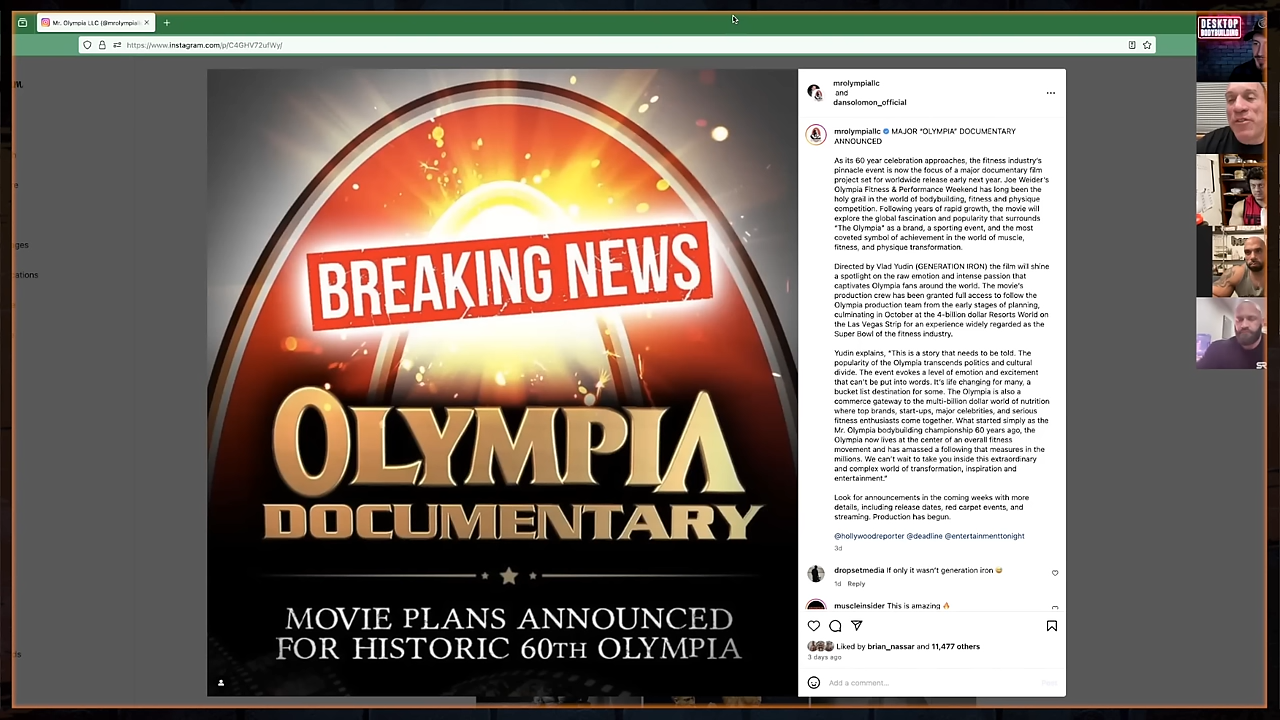 Mr. Olympia LLC (@mrolympial
https://www.instagram.com/p/C4GHV72ufWy/
DESKTOP
BODYBUILDING
BREAKING NEWS
OLYMPIA
DOCUMENTARY
MOVIE PLANS ANNOUNCED
FOR HISTORIC 60TH OLYMPIA
mrolympiallc
and
dansolomon_official
mrolympiallc MAJOR "OLYMPIA" DOCUMENTARY
ANNOUNCED
As its 60 year celebration approaches, the fitness industry's
pinnacle event is now the focus of a major documentary film
project set for worldwide release early next year. Joe Weider's
Olympia Fitness & Performance Weekend has long been the
holy grail in the world of bodybuilding, fitness and physique
competition. Following years of rapid growth, the movie will
explore the global fascination and popularity that surrounds
"The Olympia" as a brand, a sporting event, and the most
coveted symbol of achievement in the world of muscle,
fitness, and physique transformation.
Directed by Vlad Yudin (GENERATION IRON) the film will shine
a spotlight on the raw emotion and intense passion that
captivates Olympia fans around the world. The movie's
production crew has been granted full access to follow the
Olympia production team from the early stages of planning,
culminating in October at the 4-billion dollar Resorts World on
the Las Vegas Strip for an experience widely regarded as the
Super Bowl of the fitness industry.
Yudin explains, "This is a story that needs to be told. The
popularity of the Olympia transcends politics and cultural
divide. The event evokes a level of emotion and excitement
that can't be put into words. It's life changing for many, a
bucket list destination for some. The Olympia is also a
commerce gateway to the multi-billion dollar world of nutrition
where top brands, start-ups, major celebrities, and serious
fitness enthusiasts come together. What started simply as the
Mr. Olympia bodybuilding championship 60 years ago, the
Olympia now lives at the center of an overall fitness
movement and has amassed a following that measures in the
millions. We can't wait to take you inside this extraordinary
and complex world of transformation, inspiration and
entertainment."
Look for announcements in the coming weeks with more
details, including release dates, red carpet events, and
streaming. Production has begun.
@hollywoodreporter @deadline @entertainmenttonight
3d
dropsetmedia If only it wasn't generation iron 😅
1d Reply
muscleinsider This is amazing 🔥
Liked by brian_nassar and 11,477 others
3 days ago
Add a comment...
Post